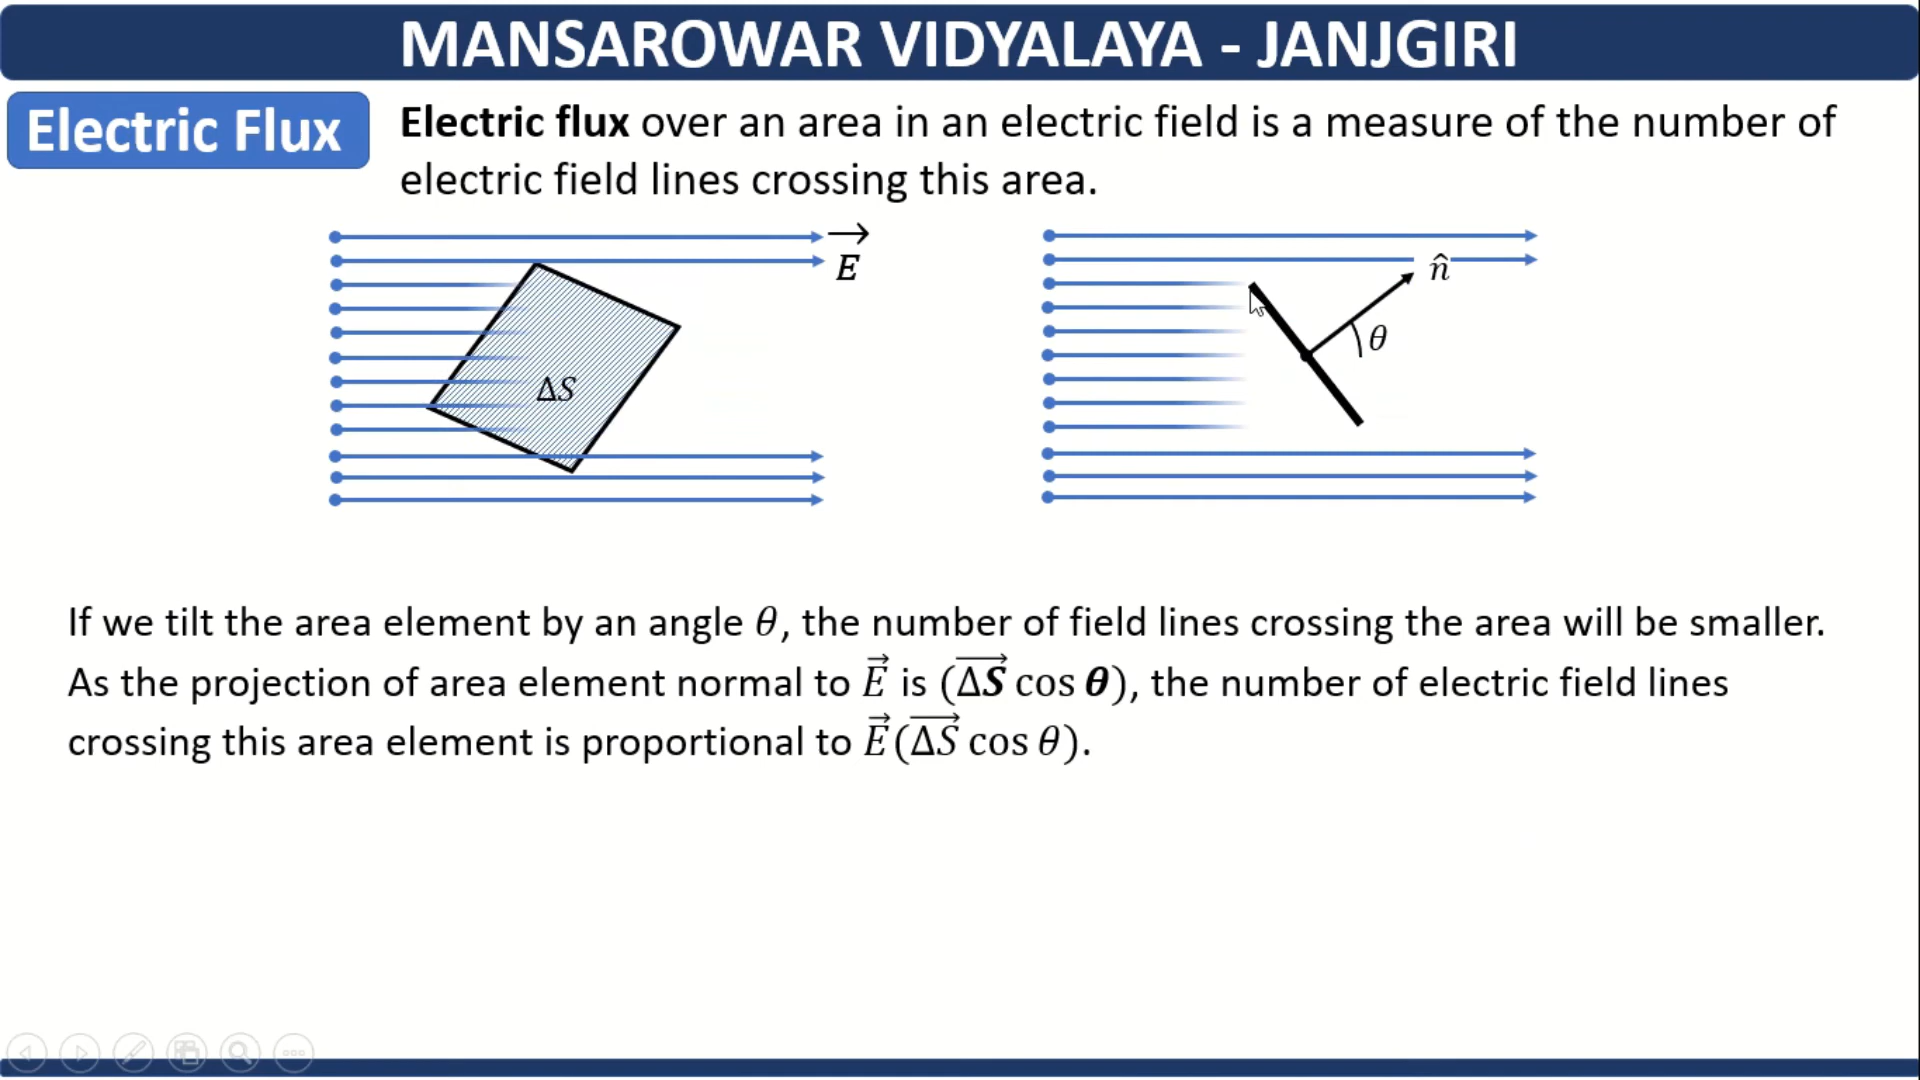 MANSAROWAR VIDYALAYA - JANJGIRI
Electric Flux
Electric flux over an area in an electric field is a measure of the number of
electric field lines crossing this area.
E⃗
ΔS
n̂
θ
If we tilt the area element by an angle θ, the number of field lines crossing the area will be smaller.
As the projection of area element normal to E⃗ is (ΔS⃗ cos θ), the number of electric field lines
crossing this area element is proportional to E⃗(ΔS⃗ cos θ).